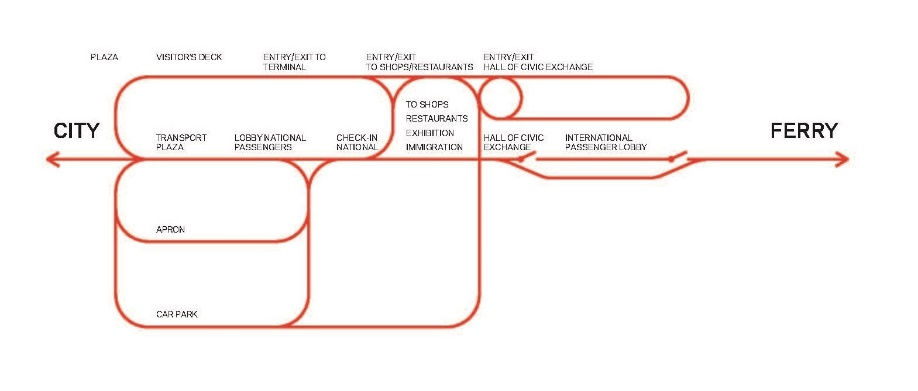 PLAZA
VISITOR'S DECK
ENTRY/EXIT TO
TERMINAL
ENTRY/EXIT
TO SHOPS/RESTAURANTS
ENTRY/EXIT
HALL OF CIVIC EXCHANGE
TO SHOPS
RESTAURANTS
EXHIBITION
IMMIGRATION
CITY
TRANSPORT
PLAZA
LOBBY NATIONAL
PASSENGERS
CHECK-IN
NATIONAL
HALL OF CIVIC
EXCHANGE
INTERNATIONAL
PASSENGER LOBBY
FERRY
APRON
CAR PARK